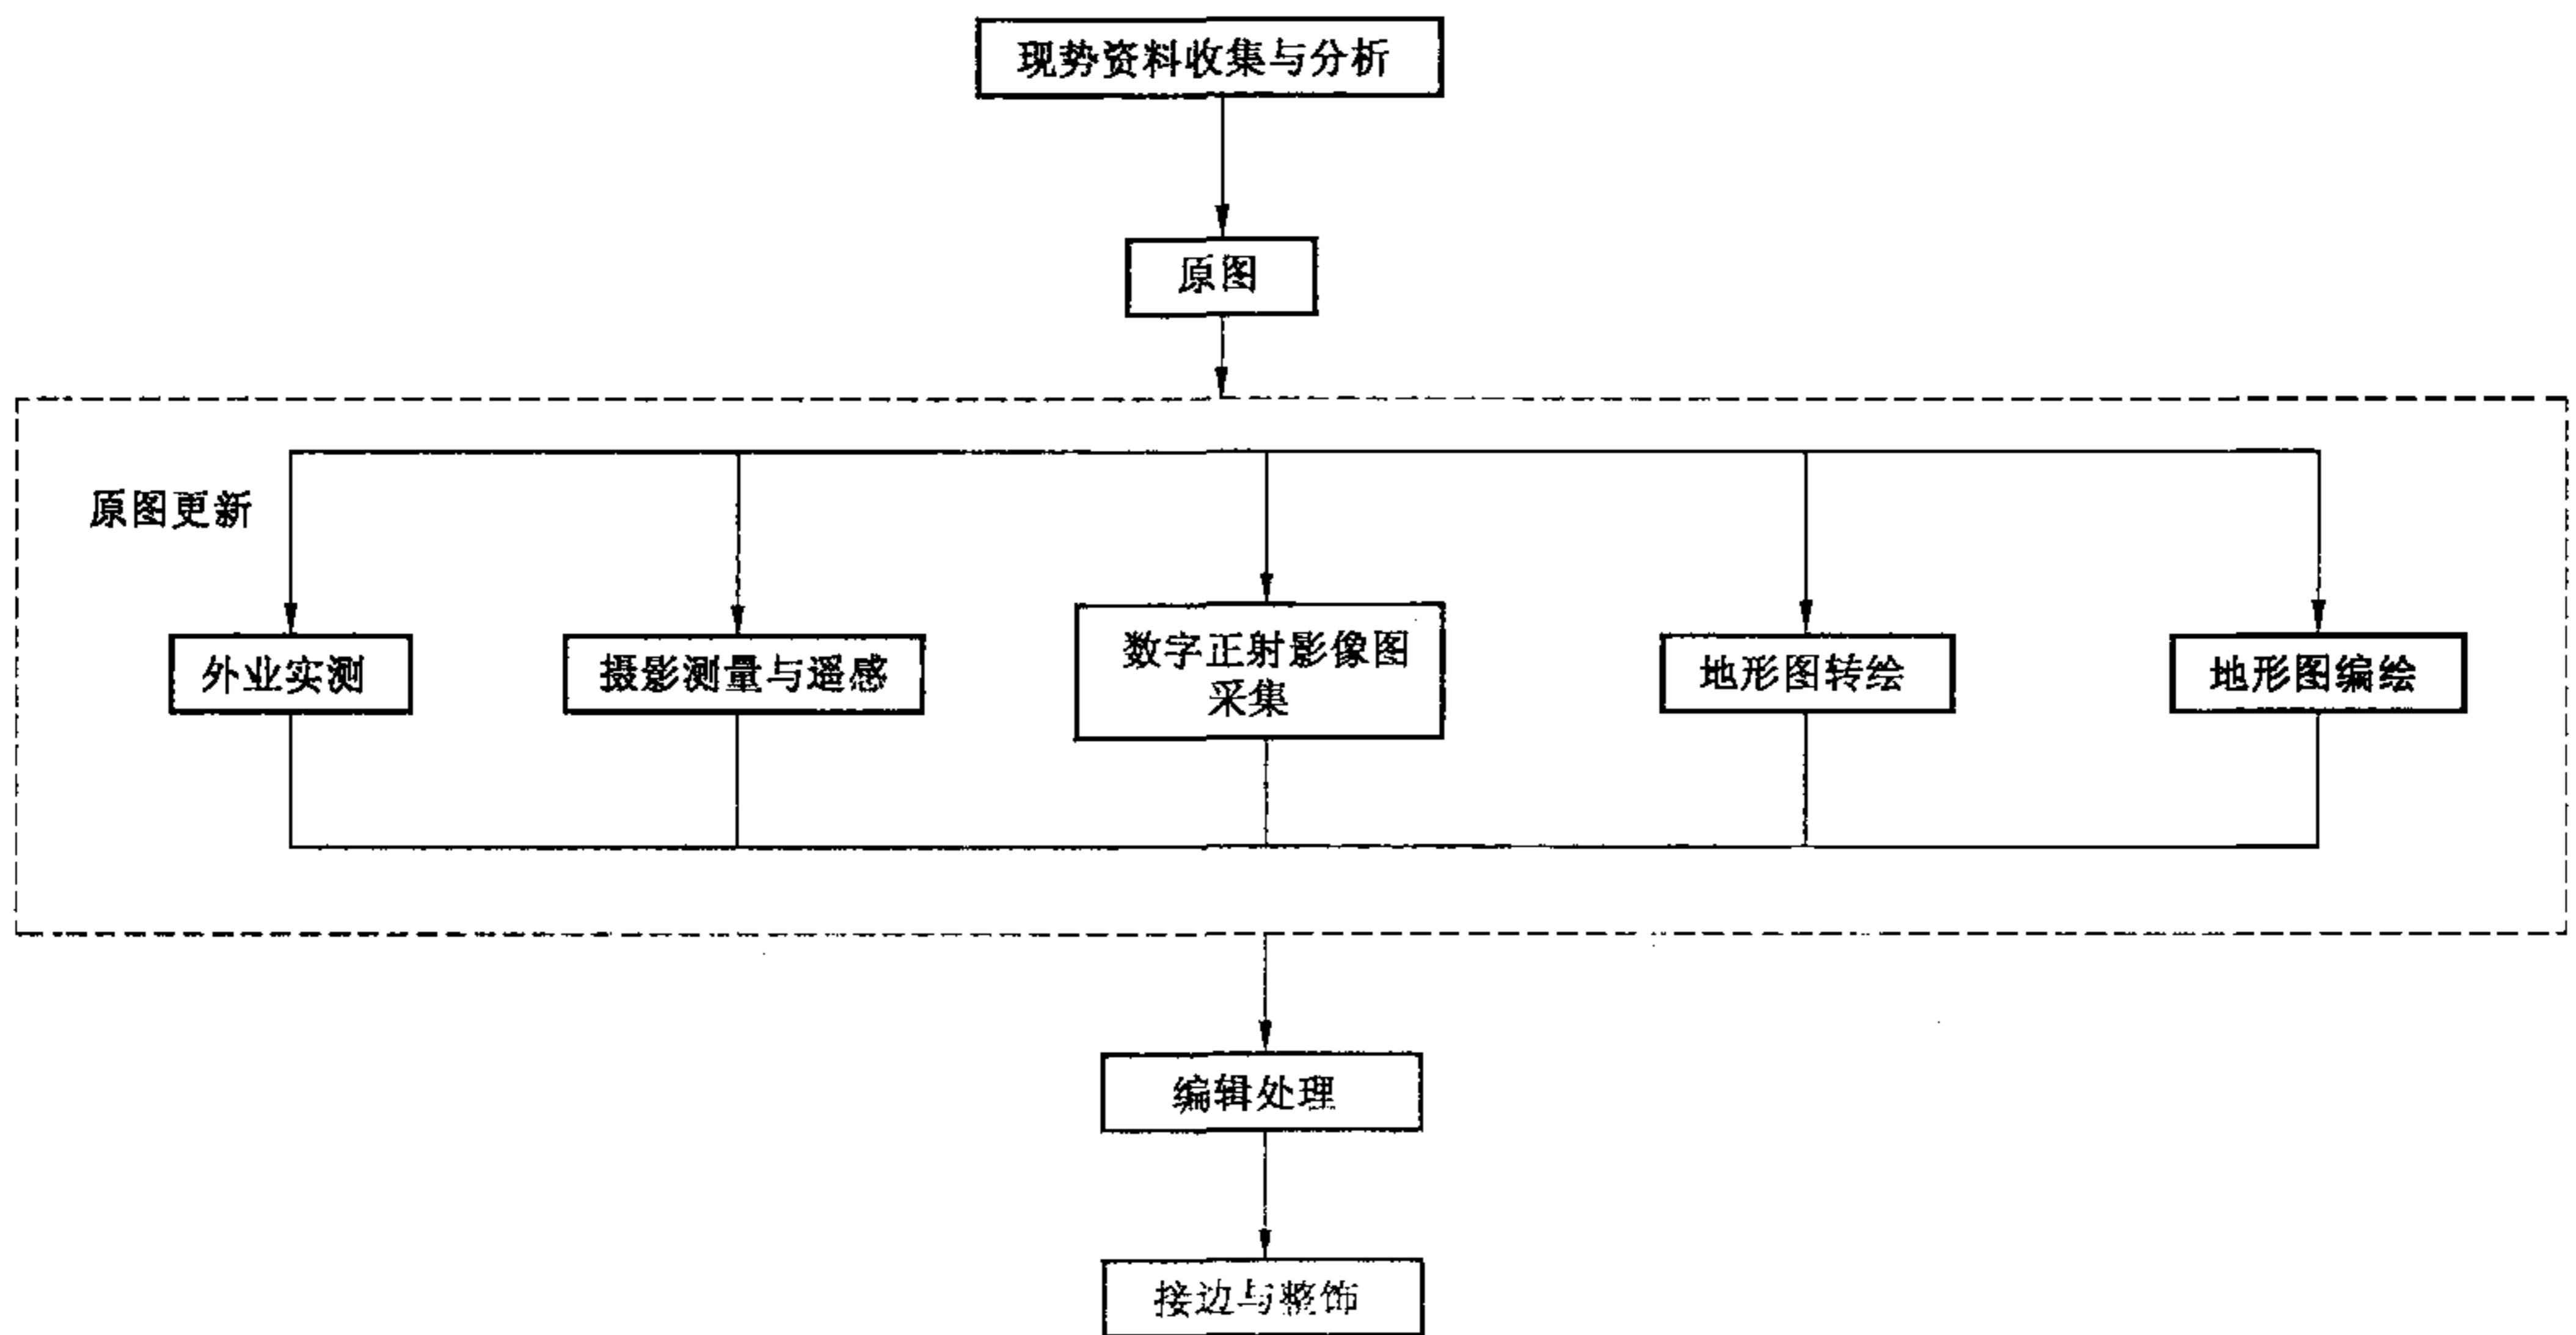 现势资料收集与分析
原图
原图更新
外业实测
摄影测量与遥感
数字正射影像图
采集
地形图转绘
地形图编绘
编辑处理
接边与整饰